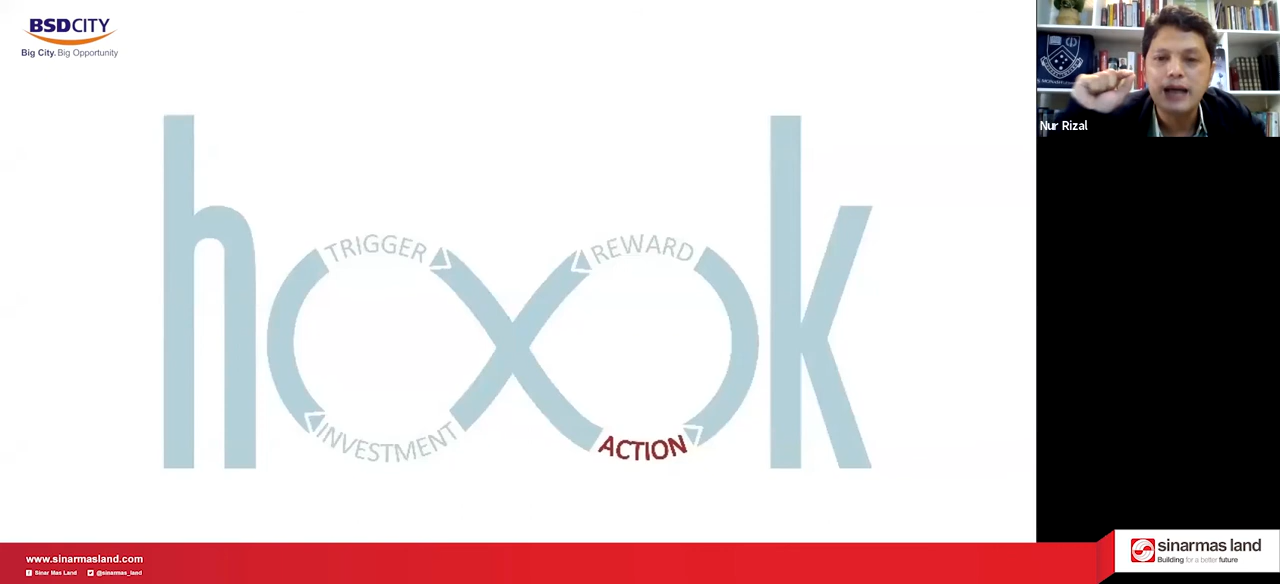 BSDCITY
Big City. Big Opportunity
Nur Rizal
hook
TRIGGER
REWARD
INVESTMENT
ACTION
www.sinarmasland.com
Sinar Mas Land
@sinarmas_land
sinarmas land
Building for a better future